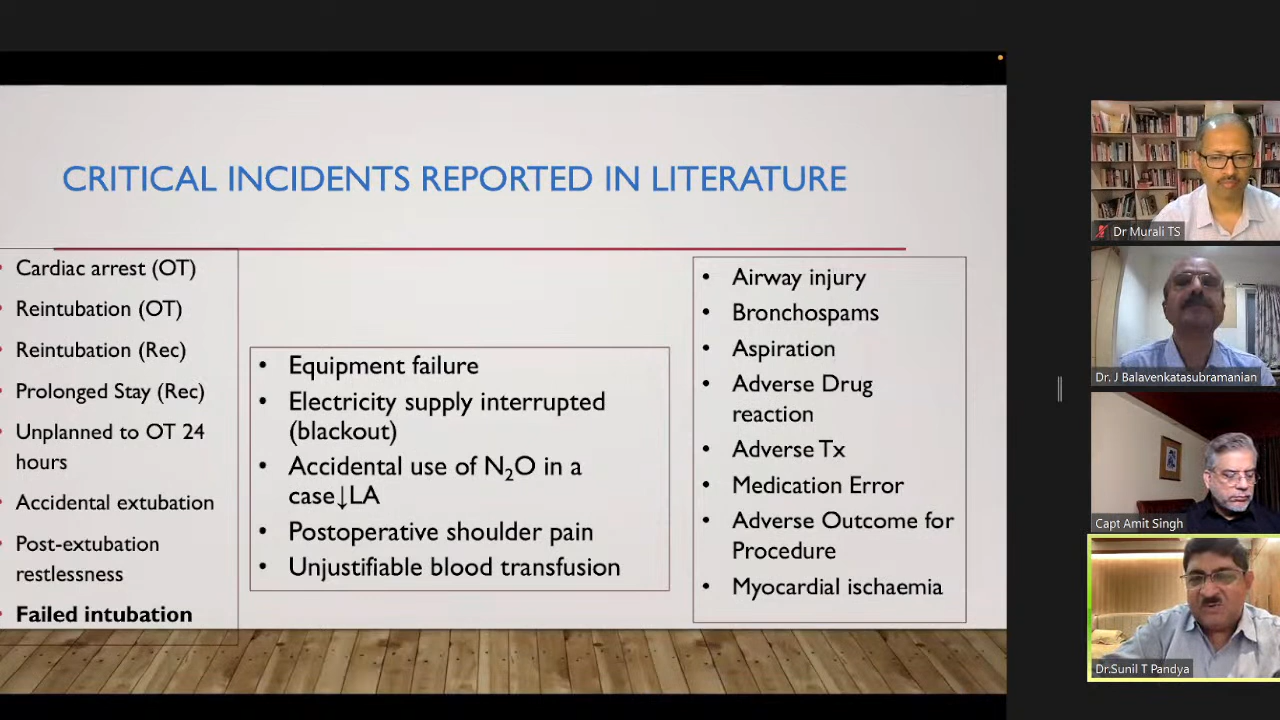 CRITICAL INCIDENTS REPORTED IN LITERATURE
• Cardiac arrest (OT)
• Reintubation (OT)
• Reintubation (Rec)
• Prolonged Stay (Rec)
• Unplanned to OT 24
hours
• Accidental extubation
• Post-extubation
restlessness
• Failed intubation
• Equipment failure
• Electricity supply interrupted
(blackout)
• Accidental use of N₂O in a
case↓LA
• Postoperative shoulder pain
• Unjustifiable blood transfusion
• Airway injury
• Bronchospams
• Aspiration
• Adverse Drug
reaction
• Adverse Tx
• Medication Error
• Adverse Outcome for
Procedure
• Myocardial ischaemia
Dr Murali TS
Dr. J Balavenkatasubramanian
Capt Amit Singh
Dr.Sunil T Pandya